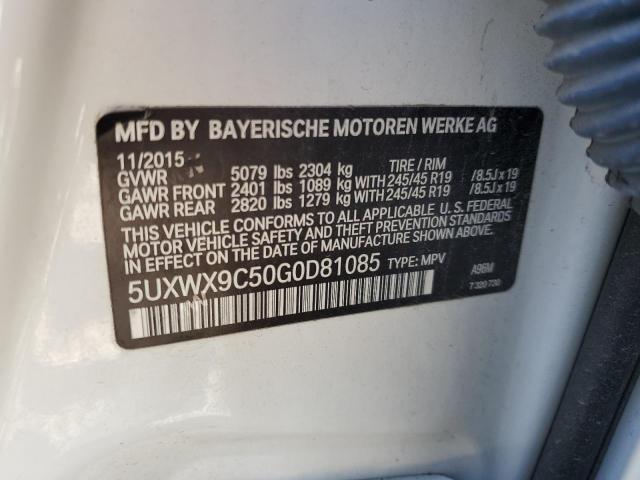 MFD BY BAYERISCHE MOTOREN WERKE AG
11/2015 TIRE / RIM
GVWR 5079 lbs 2304 kg
GAWR FRONT 2401 lbs 1089 kg WITH 245/45 R19 /8.5J x 19
GAWR REAR 2820 lbs 1279 kg WITH 245/45 R19 /8.5J x 19
THIS VEHICLE CONFORMS TO ALL APPLICABLE U. S. FEDERAL
MOTOR VEHICLE SAFETY AND THEFT PREVENTION STANDARDS
IN EFFECT ON THE DATE OF MANUFACTURE SHOWN ABOVE.
5UXWX9C50G0D81085 TYPE: MPV A96M
7 320 730